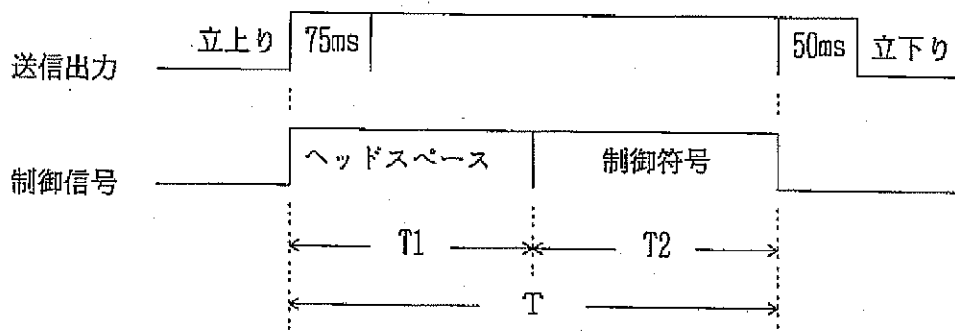 立上り 75ms 50ms 立下り
送信出力
ヘッドスペース 制御符号
制御信号
T1 T2
T